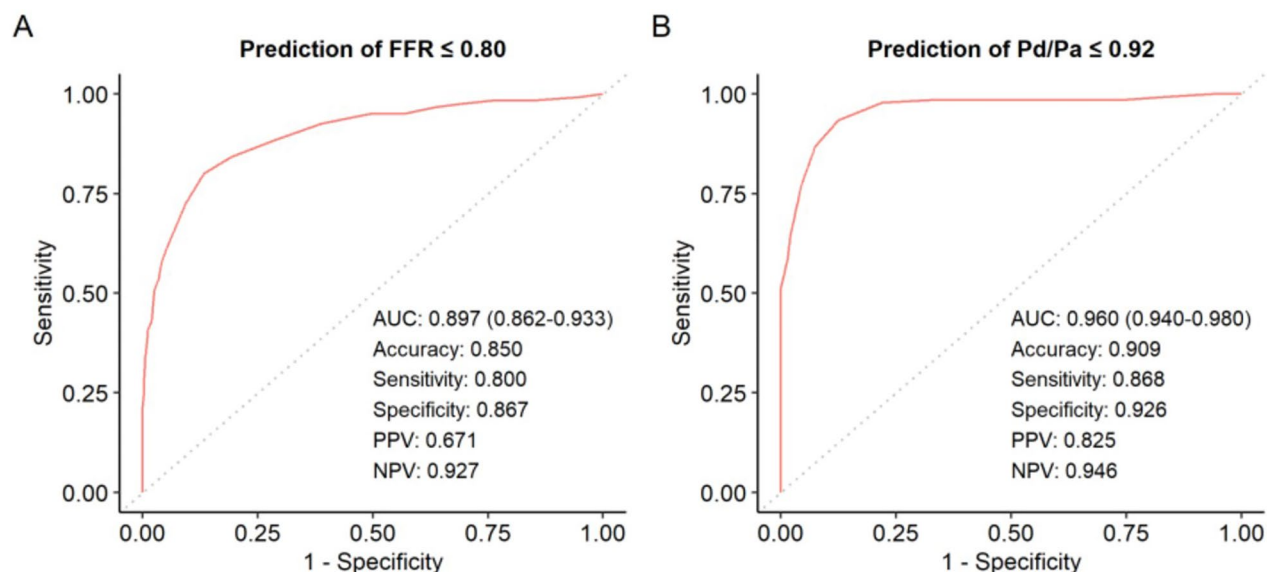 A
Prediction of FFR ≤ 0.80
1.00
0.75
0.50
0.25
0.00
Sensitivity
AUC: 0.897 (0.862-0.933)
Accuracy: 0.850
Sensitivity: 0.800
Specificity: 0.867
PPV: 0.671
NPV: 0.927
0.00 0.25 0.50 0.75 1.00
1 - Specificity
B
Prediction of Pd/Pa ≤ 0.92
1.00
0.75
0.50
0.25
0.00
Sensitivity
AUC: 0.960 (0.940-0.980)
Accuracy: 0.909
Sensitivity: 0.868
Specificity: 0.926
PPV: 0.825
NPV: 0.946
0.00 0.25 0.50 0.75 1.00
1 - Specificity